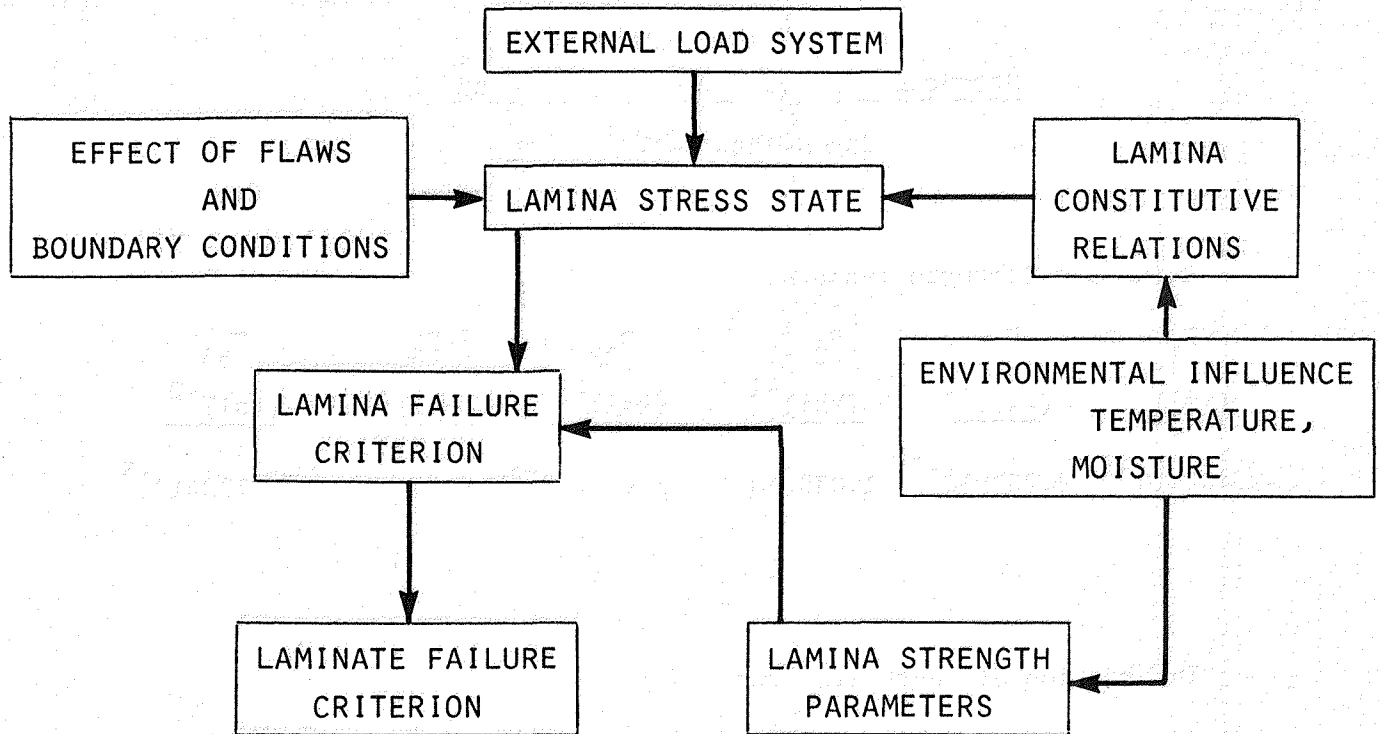 EXTERNAL LOAD SYSTEM
EFFECT OF FLAWS
AND
BOUNDARY CONDITIONS
LAMINA STRESS STATE
LAMINA
CONSTITUTIVE
RELATIONS
LAMINA FAILURE
CRITERION
ENVIRONMENTAL INFLUENCE
TEMPERATURE,
MOISTURE
LAMINATE FAILURE
CRITERION
LAMINA STRENGTH
PARAMETERS